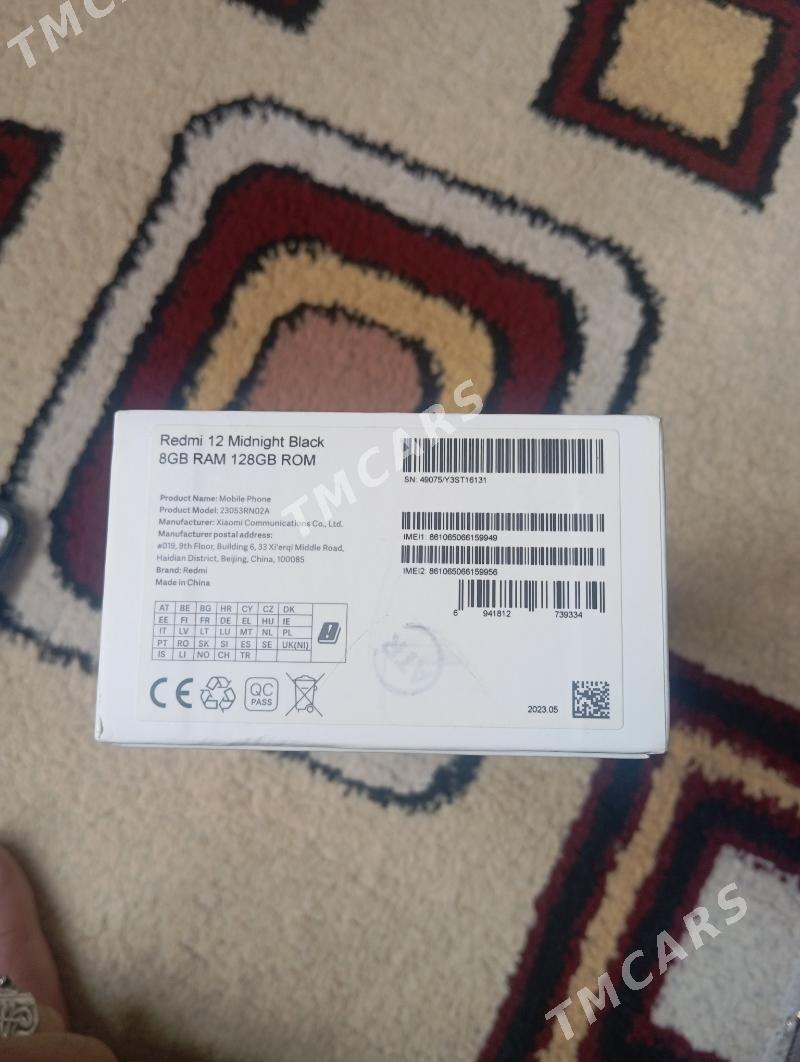 TMCARS
Redmi 12 Midnight Black
8GB RAM 128GB ROM
Product Name: Mobile Phone
Product Model: 23053RN02A
Manufacturer: Xiaomi Communications Co., Ltd.
Manufacturer postal address:
#019, 9th Floor, Building 6, 33 Xi'erqi Middle Road,
Haidian District, Beijing, China, 100085
Brand: Redmi
Made in China
SN: 49075/Y3ST16131
IMEI1: 861065066159949
IMEI2: 861065066159956
6 941812 739334
AT BE BG HR CY CZ DK
EE FI FR DE EL HU IE
IT LV LT LU MT NL PL
PT RO SK SI ES SE UK(NI)
IS LI NO CH TR
CE
QC
PASS
2023.05
TMCARS
TMCARS